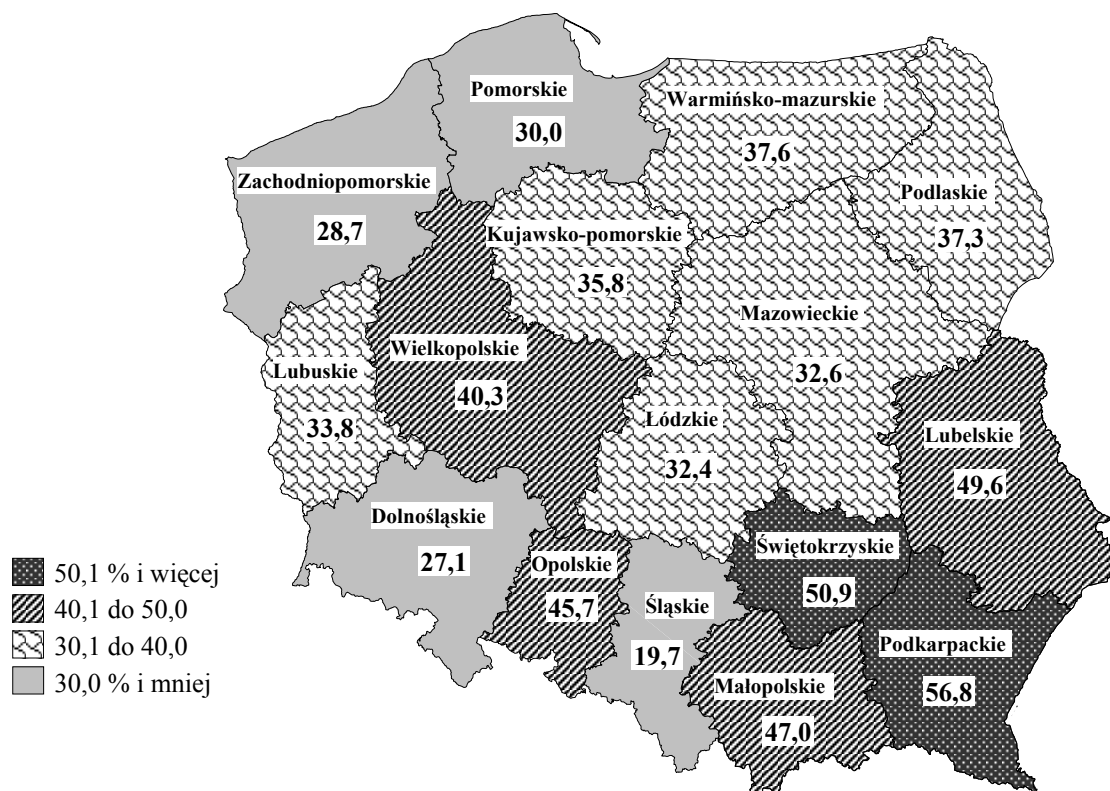 Pomorskie
30,0
Warmińsko-mazurskie
37,6
Zachodniopomorskie
28,7
Podlaskie
37,3
Kujawsko-pomorskie
35,8
Mazowieckie
32,6
Wielkopolskie
40,3
Lubuskie
33,8
Łódzkie
32,4
Lubelskie
49,6
Dolnośląskie
27,1
Opolskie
45,7
Śląskie
19,7
Świętokrzyskie
50,9
Podkarpackie
56,8
Małopolskie
47,0
50,1 % i więcej
40,1 do 50,0
30,1 do 40,0
30,0 % i mniej